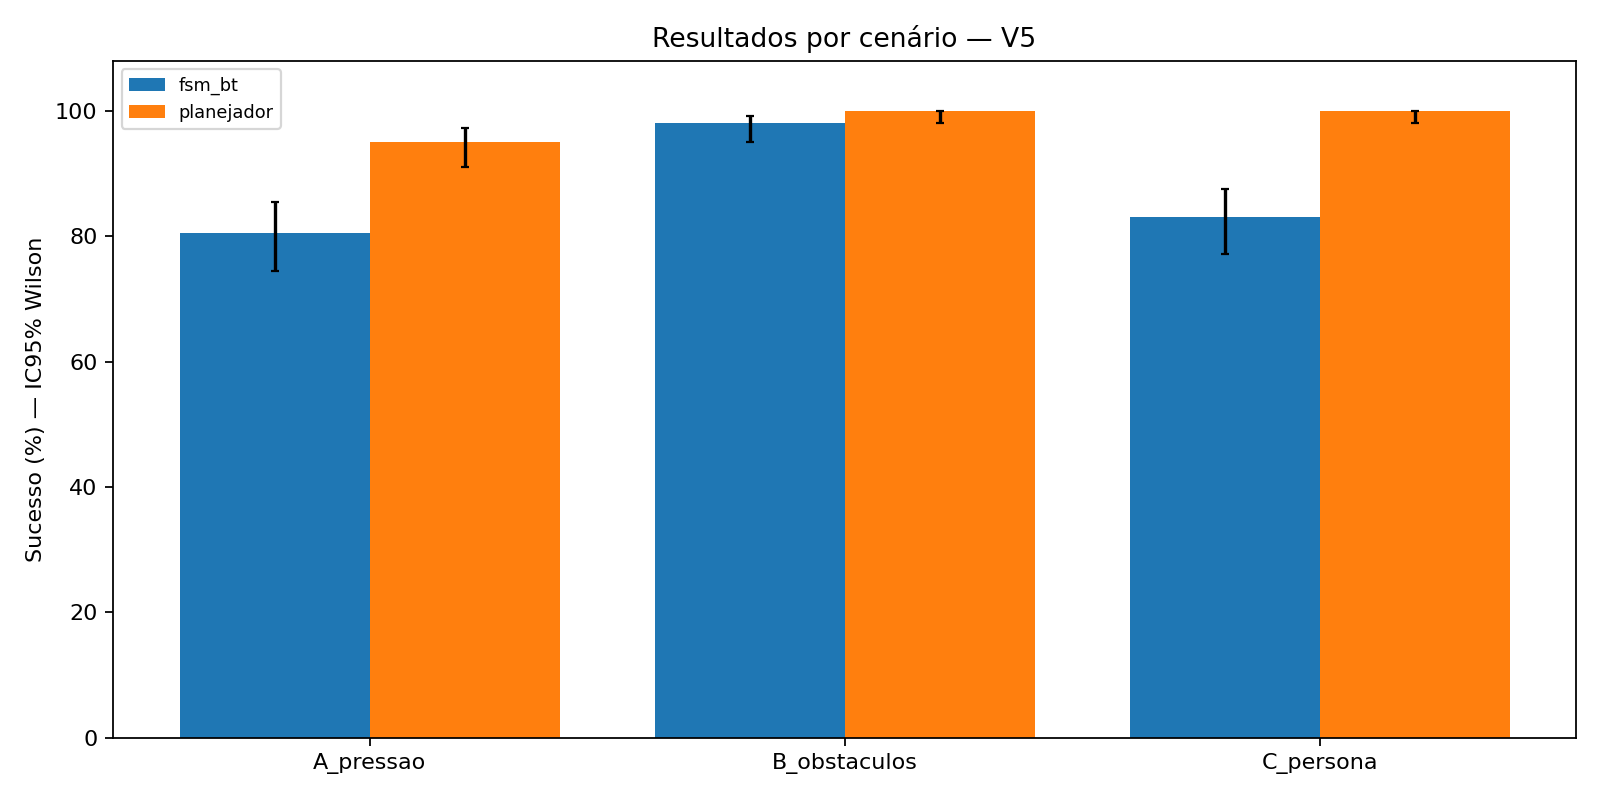 Resultados por cenário — V5
fsm_bt
planejador
Sucesso (%) — IC95% Wilson
100
80
60
40
20
0
A_pressao
B_obstaculos
C_persona